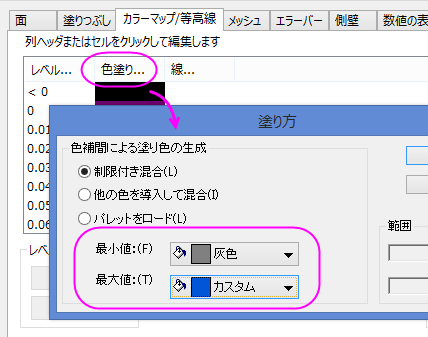 面 塗りつぶし カラーマップ/等高線 メッシュ エラーバー 側壁 数値の表
列ヘッダまたはセルをクリックして編集します
レベル... 色塗り... 線...
< 0
0
0.01
0.02
0.03
0.04
0.05
0.06
塗り方
色補間による塗り色の生成
制限付き混合(L)
他の色を導入して混合(I)
パレットをロード(L)
範囲
最小値:(F) 灰色
最大値:(T) カスタム
レベ